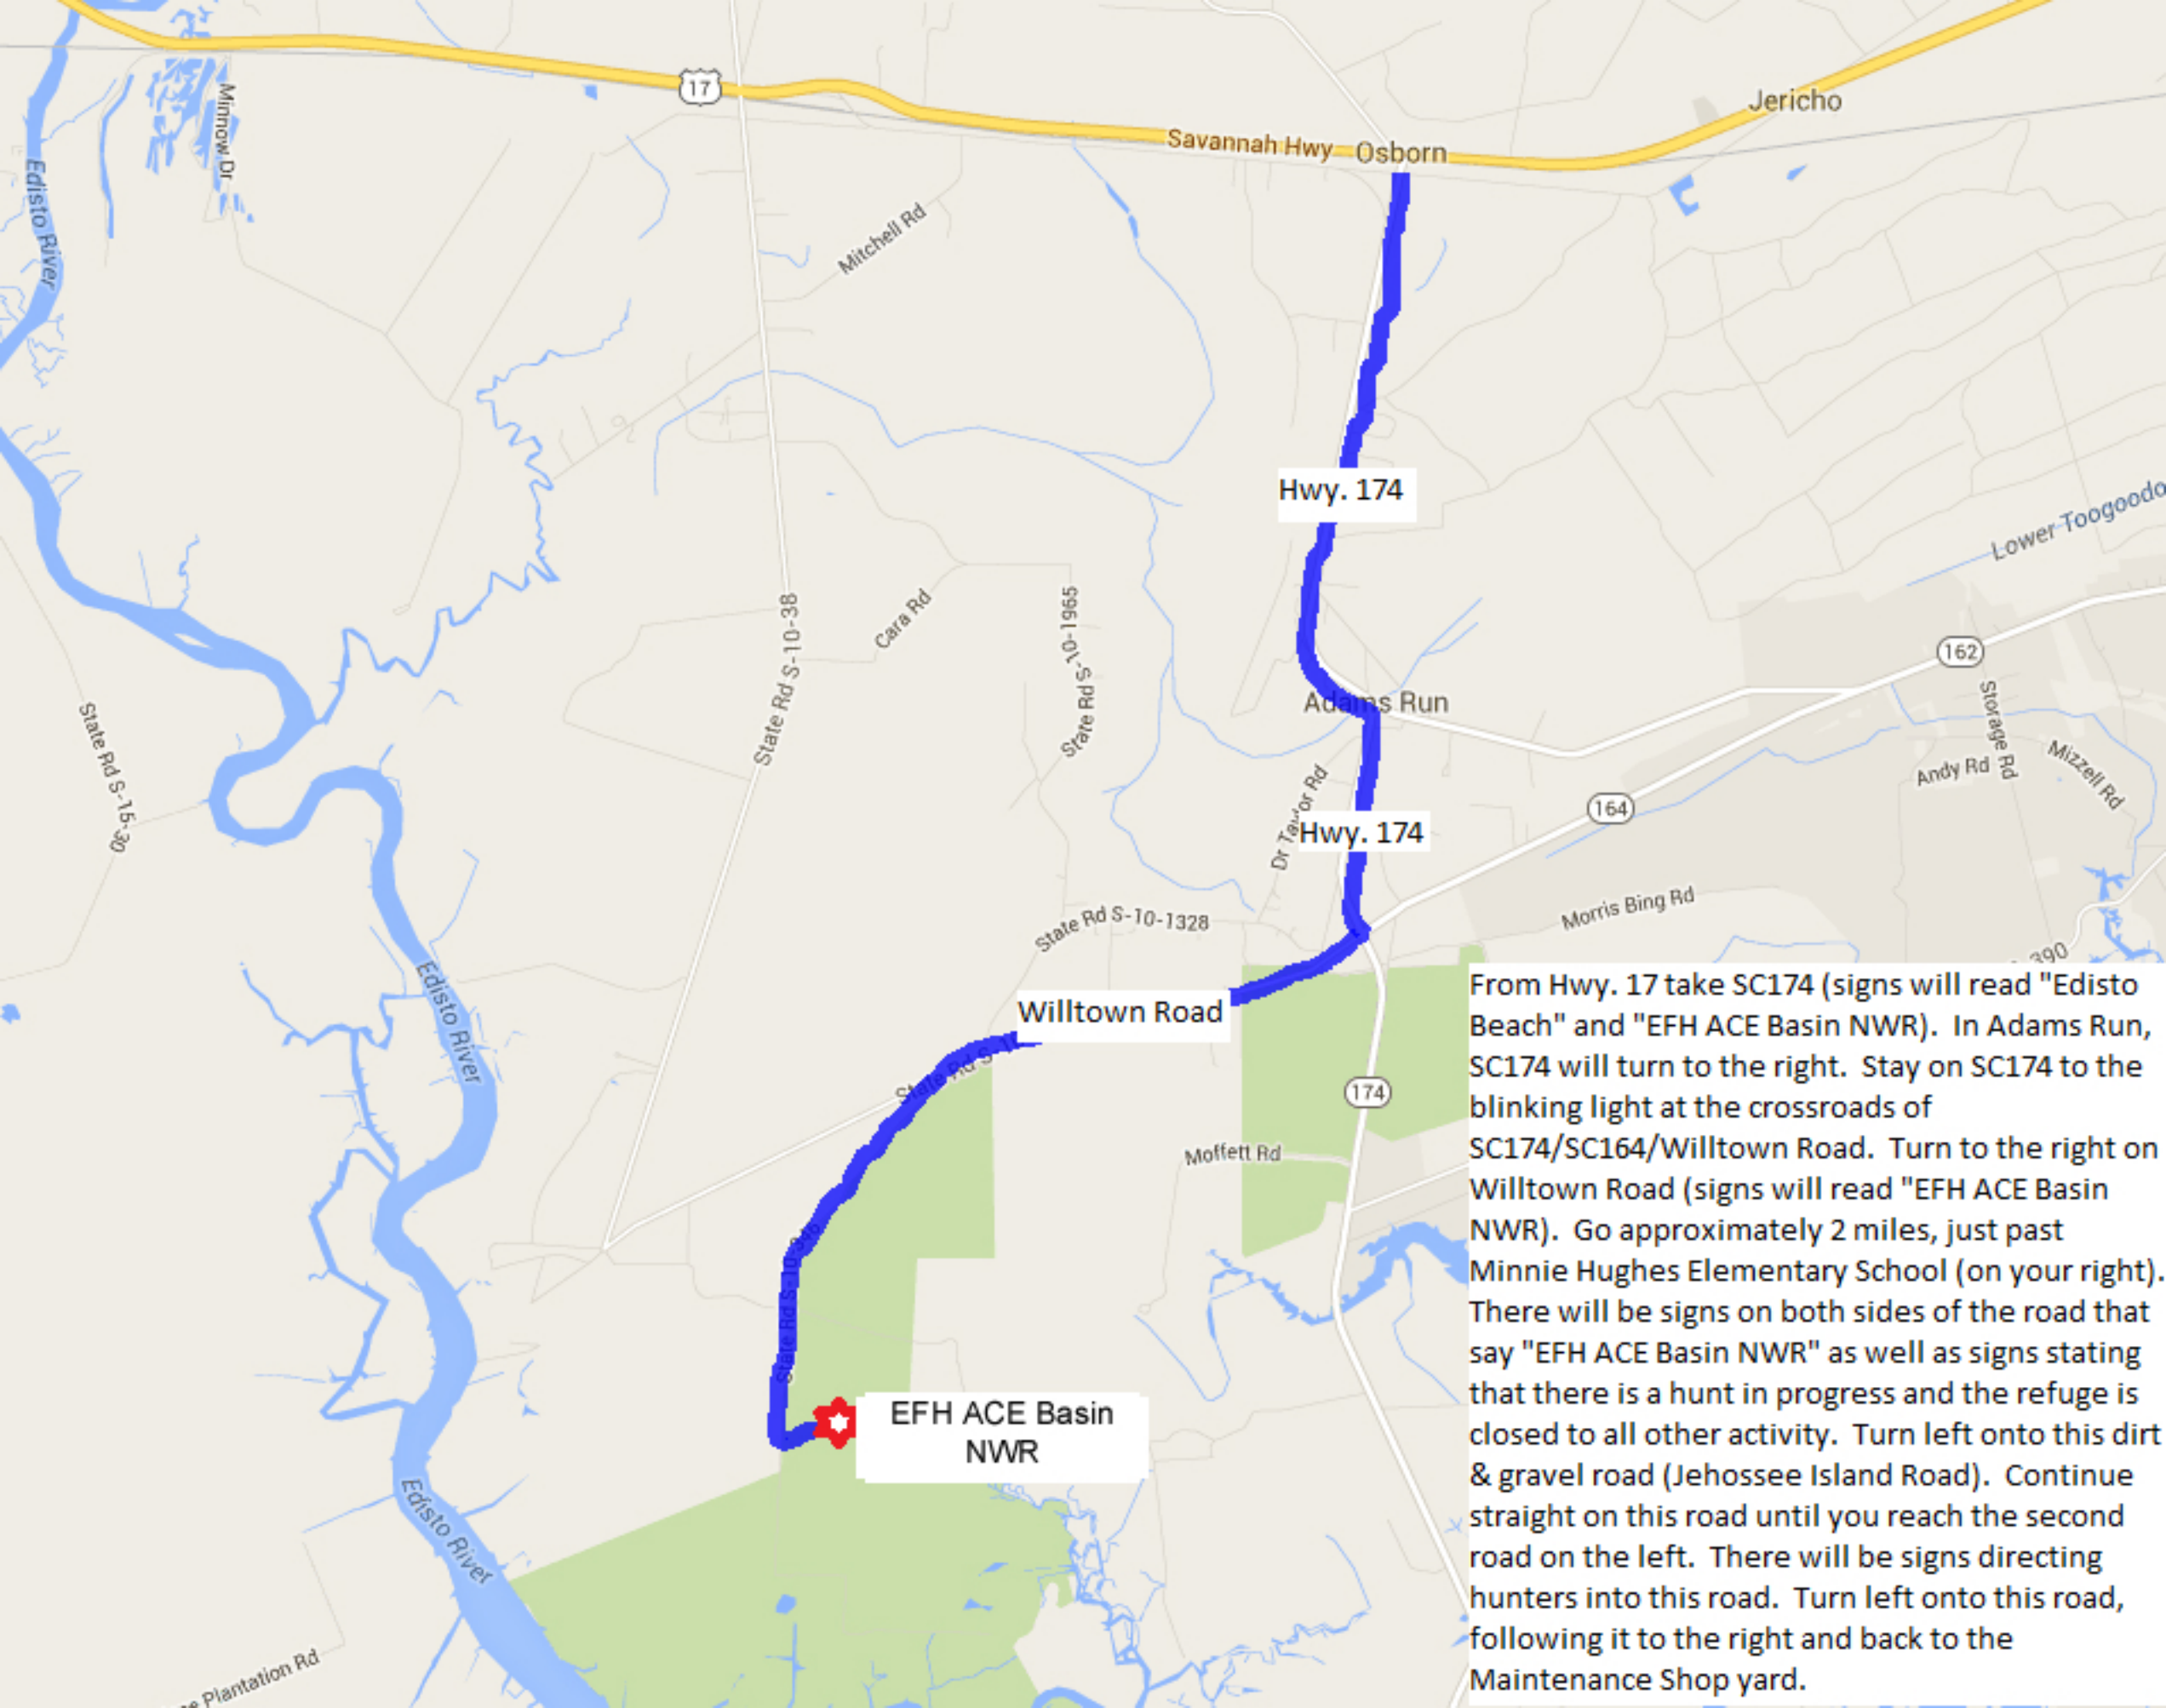 17
Jericho
Savannah Hwy
Osborn
Minnow Dr
Edisto River
Mitchell Rd
Hwy. 174
Lower Toogoodo
State Rd S-10-38
Cara Rd
State Rd S-10-1965
162
Adams Run
State Rd S-15-30
Storage Rd
Andy Rd
Mizzell Rd
164
Dr Taylor Rd
Hwy. 174
State Rd S-10-1328
Morris Bing Rd
390
Edisto River
Willtown Road
State Rd S-1
174
Moffett Rd
State Rd S-10-346
EFH ACE Basin
NWR
Edisto River
Plantation Rd
From Hwy. 17 take SC174 (signs will read "Edisto
Beach" and "EFH ACE Basin NWR). In Adams Run,
SC174 will turn to the right. Stay on SC174 to the
blinking light at the crossroads of
SC174/SC164/Willtown Road. Turn to the right on
Willtown Road (signs will read "EFH ACE Basin
NWR). Go approximately 2 miles, just past
Minnie Hughes Elementary School (on your right).
There will be signs on both sides of the road that
say "EFH ACE Basin NWR" as well as signs stating
that there is a hunt in progress and the refuge is
closed to all other activity. Turn left onto this dirt
& gravel road (Jehossee Island Road). Continue
straight on this road until you reach the second
road on the left. There will be signs directing
hunters into this road. Turn left onto this road,
following it to the right and back to the
Maintenance Shop yard.